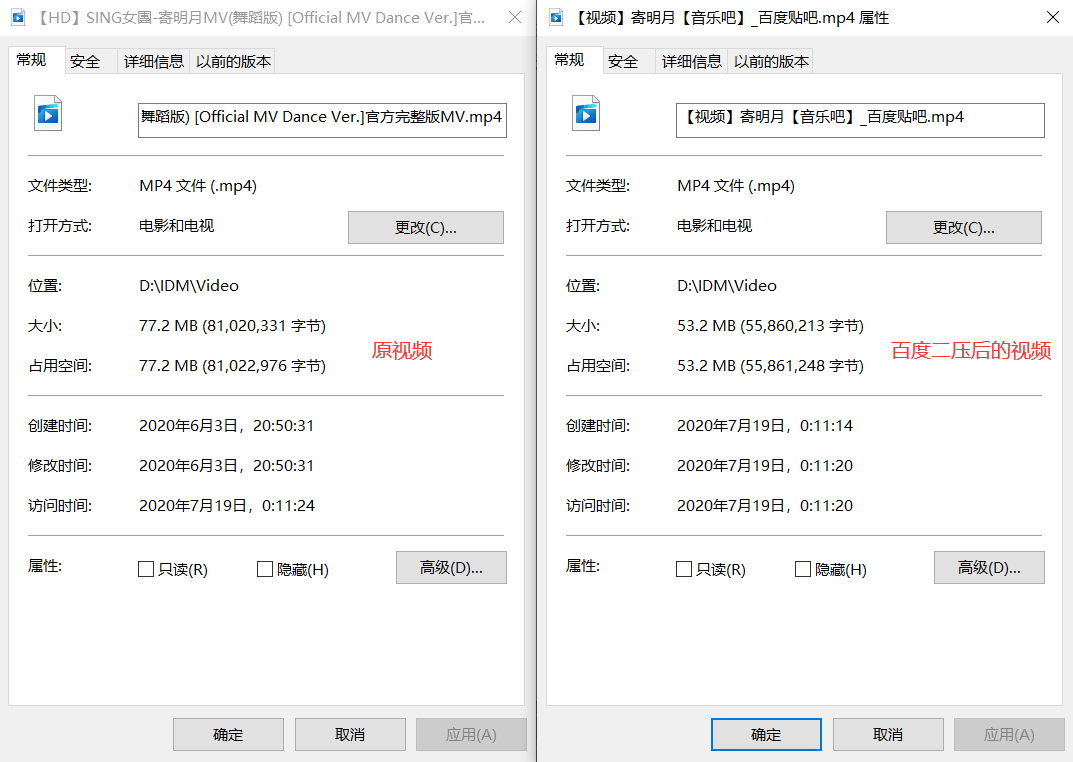 【HD】SING女團-寄明月MV(舞蹈版) [Official MV Dance Ver.]官...
常规 安全 详细信息 以前的版本
舞蹈版) [Official MV Dance Ver.]官方完整版MV.mp4
文件类型: MP4 文件 (.mp4)
打开方式: 电影和电视 更改(C)...
位置: D:\IDM\Video
大小: 77.2 MB (81,020,331 字节)
原视频
占用空间: 77.2 MB (81,022,976 字节)
创建时间: 2020年6月3日，20:50:31
修改时间: 2020年6月3日，20:50:31
访问时间: 2020年7月19日，0:11:24
属性: 只读(R) 隐藏(H) 高级(D)...
确定 取消 应用(A)
【视频】寄明月【音乐吧】_百度贴吧.mp4 属性
常规 安全 详细信息 以前的版本
【视频】寄明月【音乐吧】_百度贴吧.mp4
文件类型: MP4 文件 (.mp4)
打开方式: 电影和电视 更改(C)...
位置: D:\IDM\Video
大小: 53.2 MB (55,860,213 字节)
百度二压后的视频
占用空间: 53.2 MB (55,861,248 字节)
创建时间: 2020年7月19日，0:11:14
修改时间: 2020年7月19日，0:11:20
访问时间: 2020年7月19日，0:11:20
属性: 只读(R) 隐藏(H) 高级(D)...
确定 取消 应用(A)